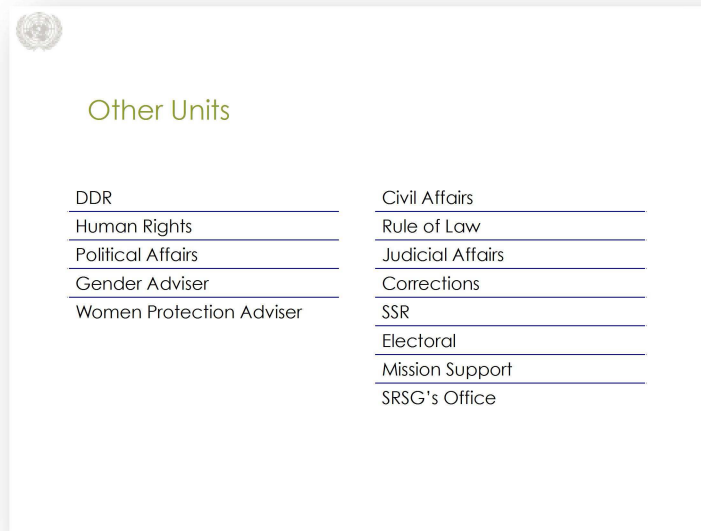 Other Units
DDR
Human Rights
Political Affairs
Gender Adviser
Women Protection Adviser
Civil Affairs
Rule of Law
Judicial Affairs
Corrections
SSR
Electoral
Mission Support
SRSG’s Office